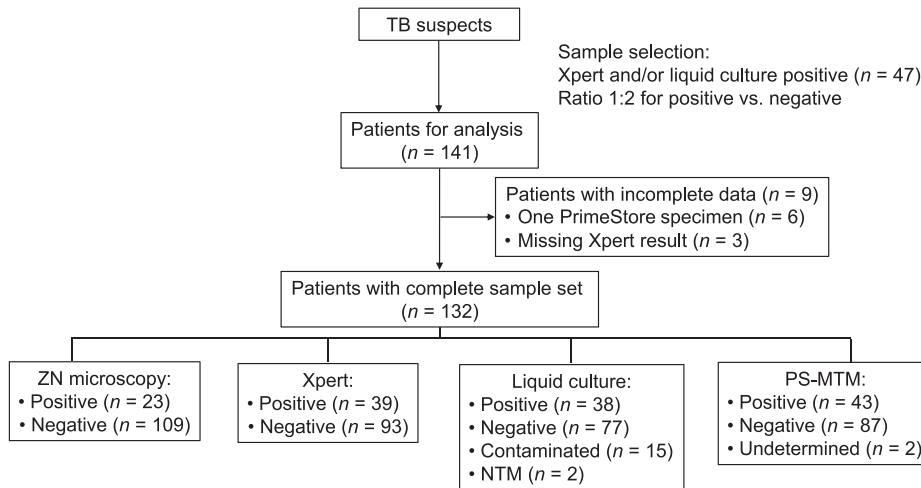 TB suspects
Sample selection:
Xpert and/or liquid culture positive (n = 47)
Ratio 1:2 for positive vs. negative
Patients for analysis
(n = 141)
Patients with incomplete data (n = 9)
• One PrimeStore specimen (n = 6)
• Missing Xpert result (n = 3)
Patients with complete sample set
(n = 132)
ZN microscopy:
• Positive (n = 23)
• Negative (n = 109)
Xpert:
• Positive (n = 39)
• Negative (n = 93)
Liquid culture:
• Positive (n = 38)
• Negative (n = 77)
• Contaminated (n = 15)
• NTM (n = 2)
PS-MTM:
• Positive (n = 43)
• Negative (n = 87)
• Undetermined (n = 2)